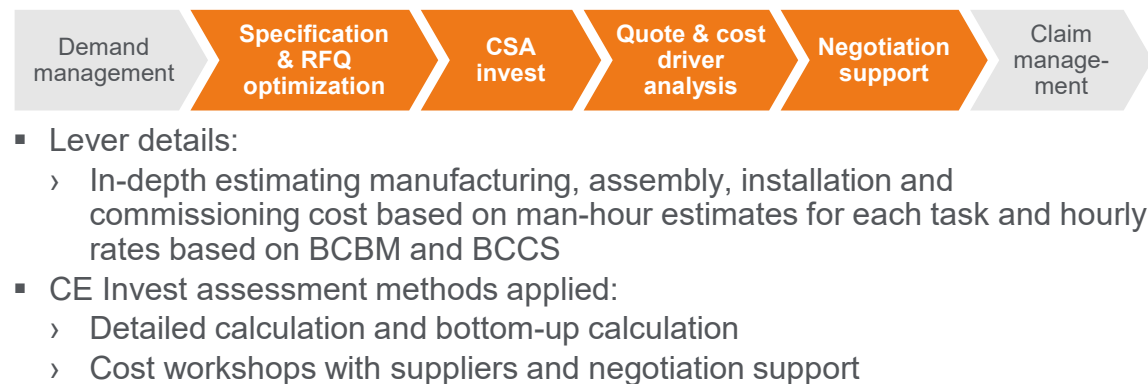 Demand
management
Specification
& RFQ
optimization
CSA
invest
Quote & cost
driver
analysis
Negotiation
support
Claim
manage-
ment
▪ Lever details:
› In-depth estimating manufacturing, assembly, installation and
commissioning cost based on man-hour estimates for each task and hourly
rates based on BCBM and BCCS
▪ CE Invest assessment methods applied:
› Detailed calculation and bottom-up calculation
› Cost workshops with suppliers and negotiation support